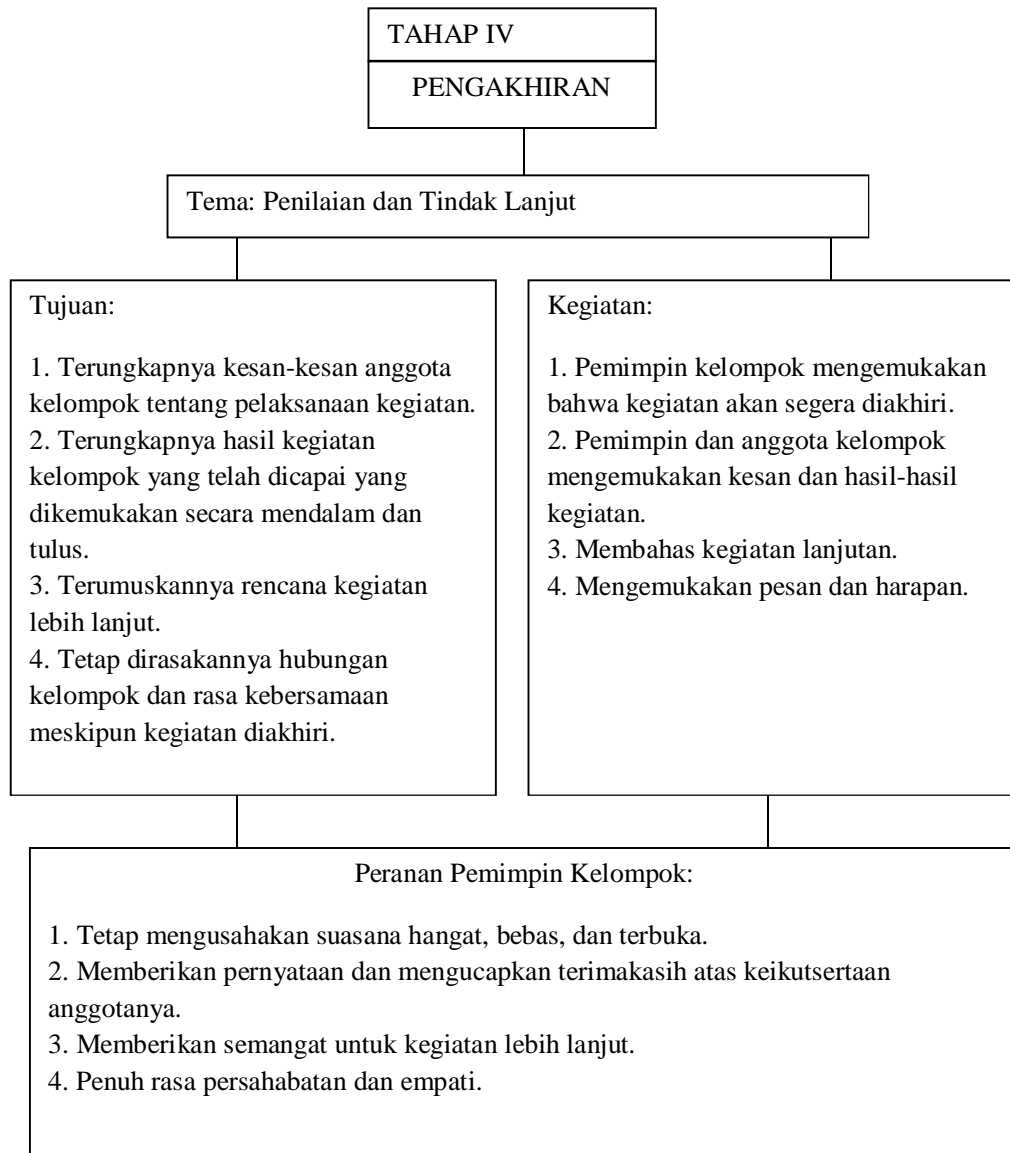 TAHAP IV
PENGAKHIRAN
Tema: Penilaian dan Tindak Lanjut
Tujuan:
1. Terungkapnya kesan-kesan anggota
kelompok tentang pelaksanaan kegiatan.
2. Terungkapnya hasil kegiatan
kelompok yang telah dicapai yang
dikemukakan secara mendalam dan
tulus.
3. Terumuskannya rencana kegiatan
lebih lanjut.
4. Tetap dirasakannya hubungan
kelompok dan rasa kebersamaan
meskipun kegiatan diakhiri.
Kegiatan:
1. Pemimpin kelompok mengemukakan
bahwa kegiatan akan segera diakhiri.
2. Pemimpin dan anggota kelompok
mengemukakan kesan dan hasil-hasil
kegiatan.
3. Membahas kegiatan lanjutan.
4. Mengemukakan pesan dan harapan.
Peranan Pemimpin Kelompok:
1. Tetap mengusahakan suasana hangat, bebas, dan terbuka.
2. Memberikan pernyataan dan mengucapkan terimakasih atas keikutsertaan
anggotanya.
3. Memberikan semangat untuk kegiatan lebih lanjut.
4. Penuh rasa persahabatan dan empati.